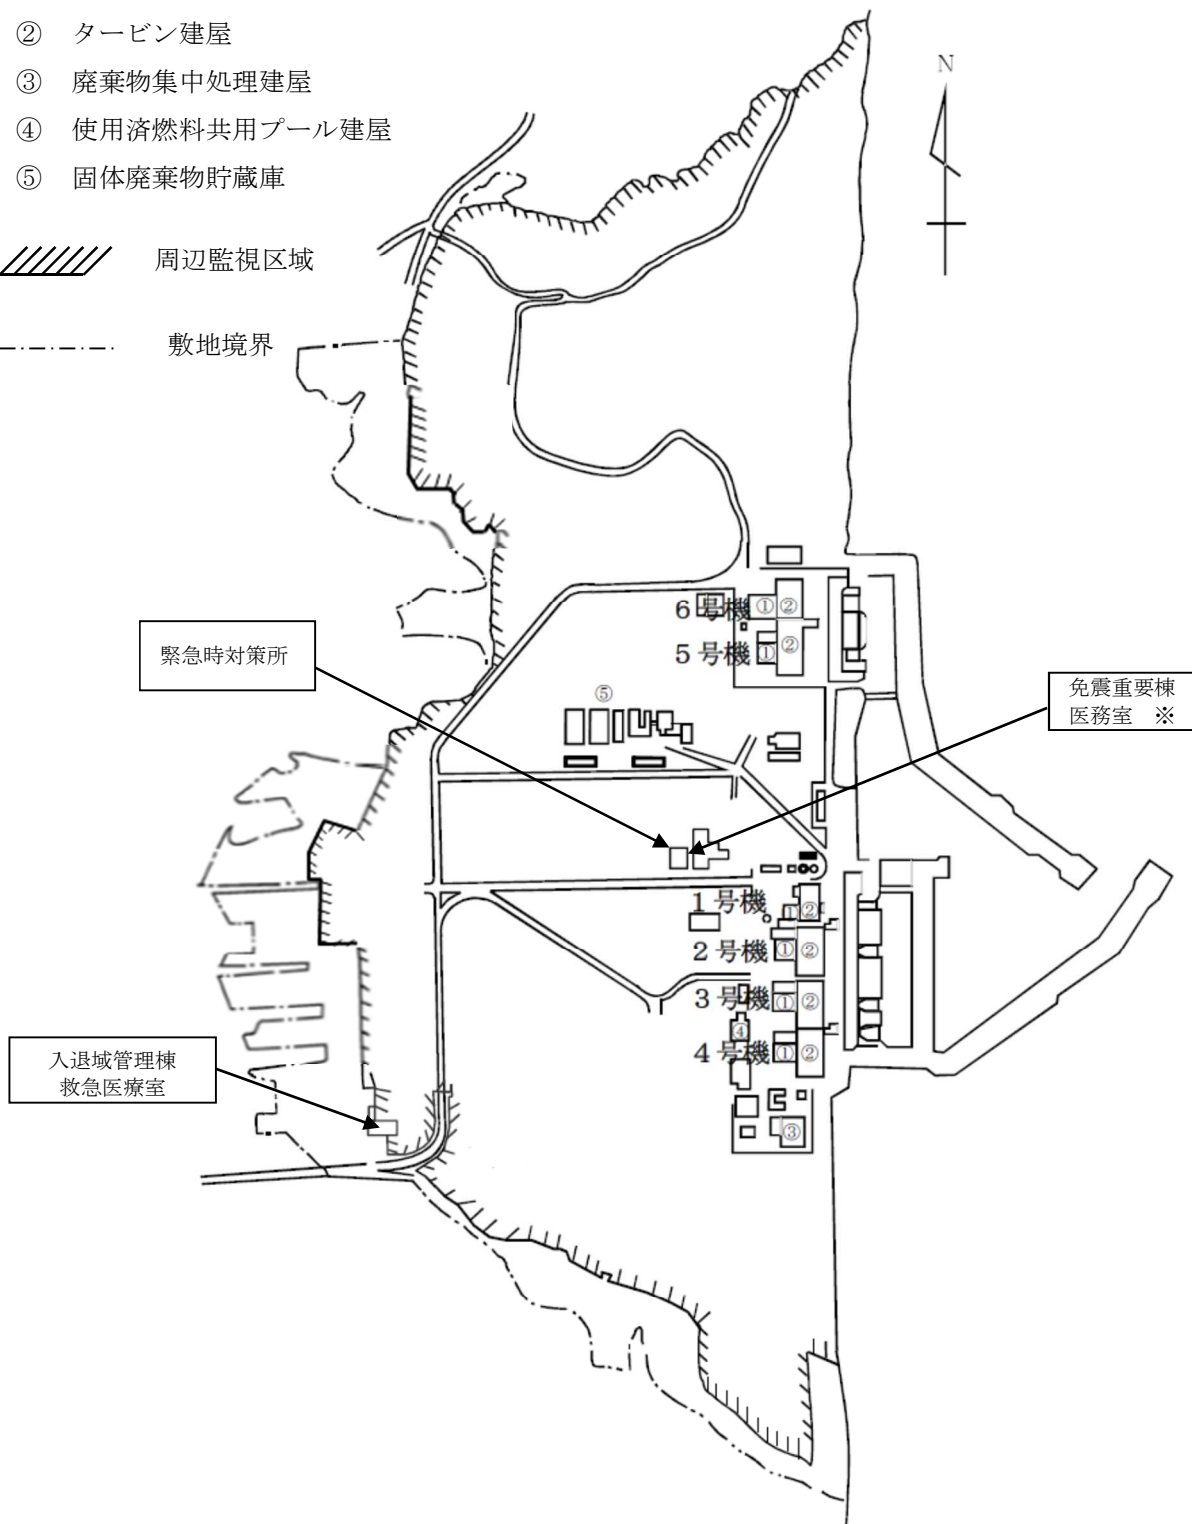 ② タービン建屋
③ 廃棄物集中処理建屋
④ 使用済燃料共用プール建屋
⑤ 固体廃棄物貯蔵庫
周辺監視区域
敷地境界
N
6号機 ① ②
5号機 ① ②
緊急時対策所
免震重要棟
医務室 ※
⑤
1号機 ① ②
2号機 ① ②
3号機 ① ②
④
4号機 ① ②
入退域管理棟
救急医療室
③